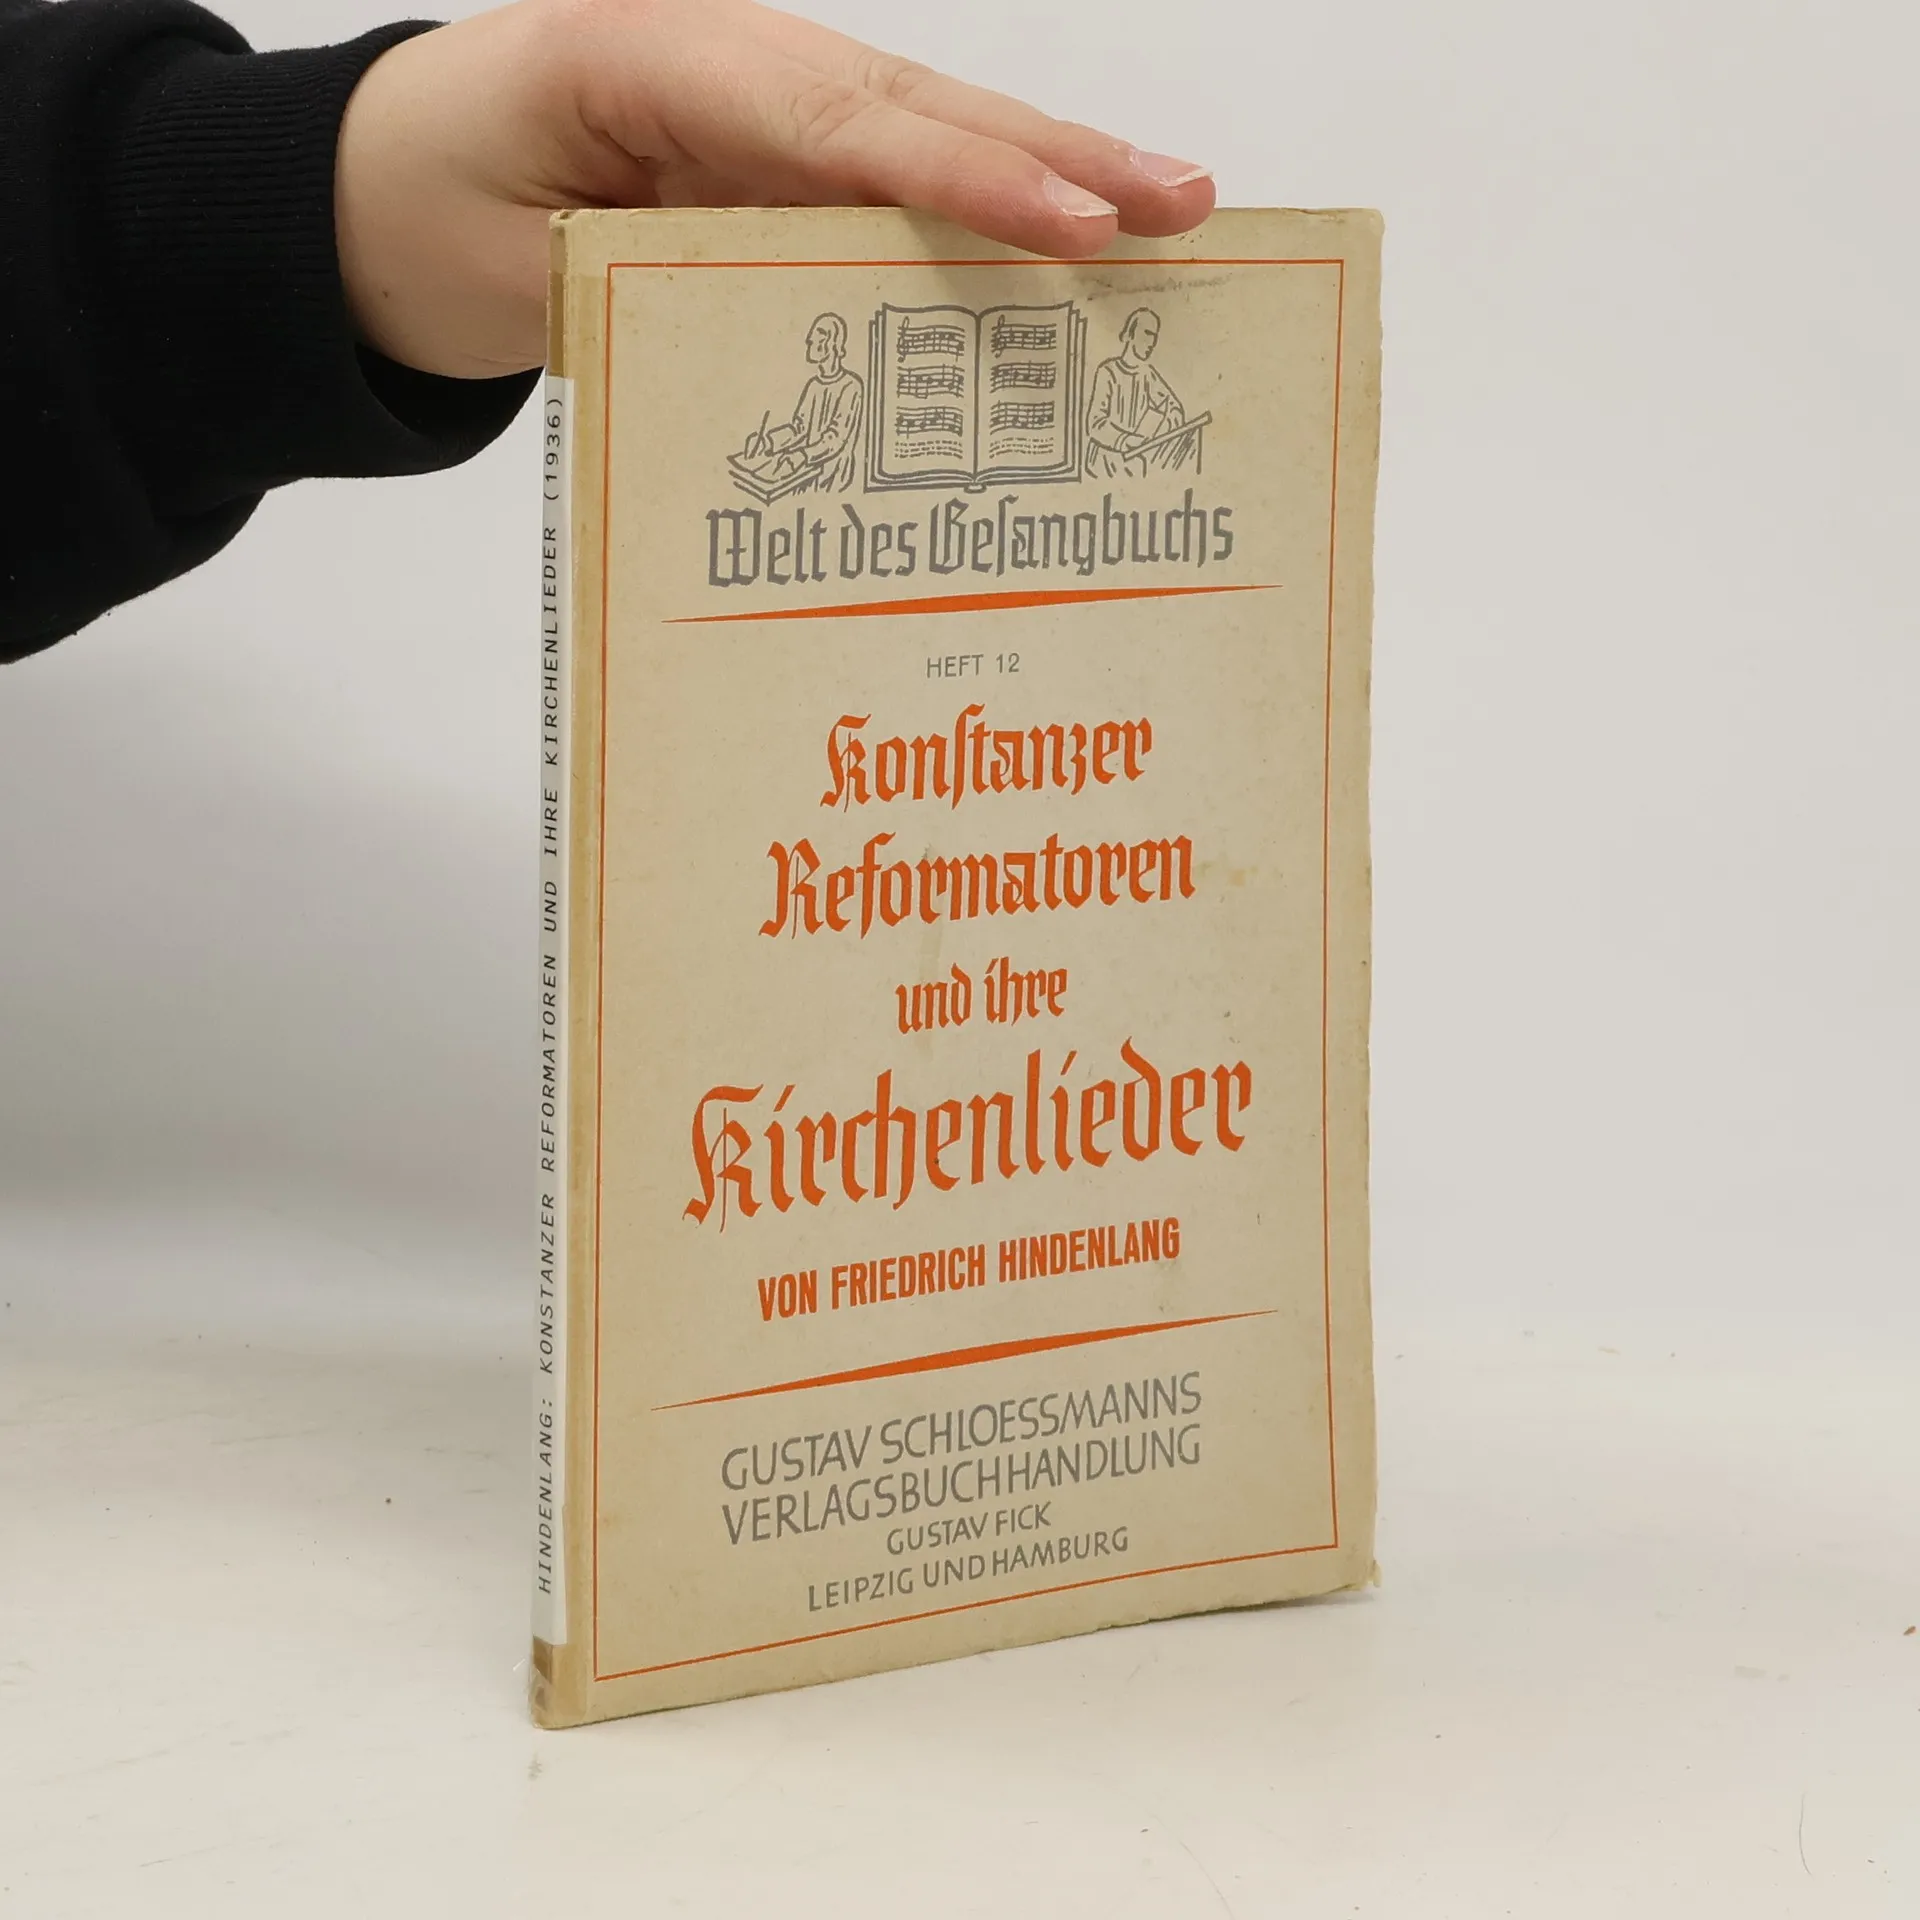 Welt des Gesangbuchs
HEFT 12
Konstanzer
Reformatoren
und ihre
Kirchenlieder
VON FRIEDRICH HINDENLANG
GUSTAV SCHLOESSMANNS
VERLAGSBUCHHANDLUNG
GUSTAV FICK
LEIPZIG UND HAMBURG
HINDENLANG: KONSTANZER REFORMATOREN UND IHRE KIRCHENLIEDER (1936)